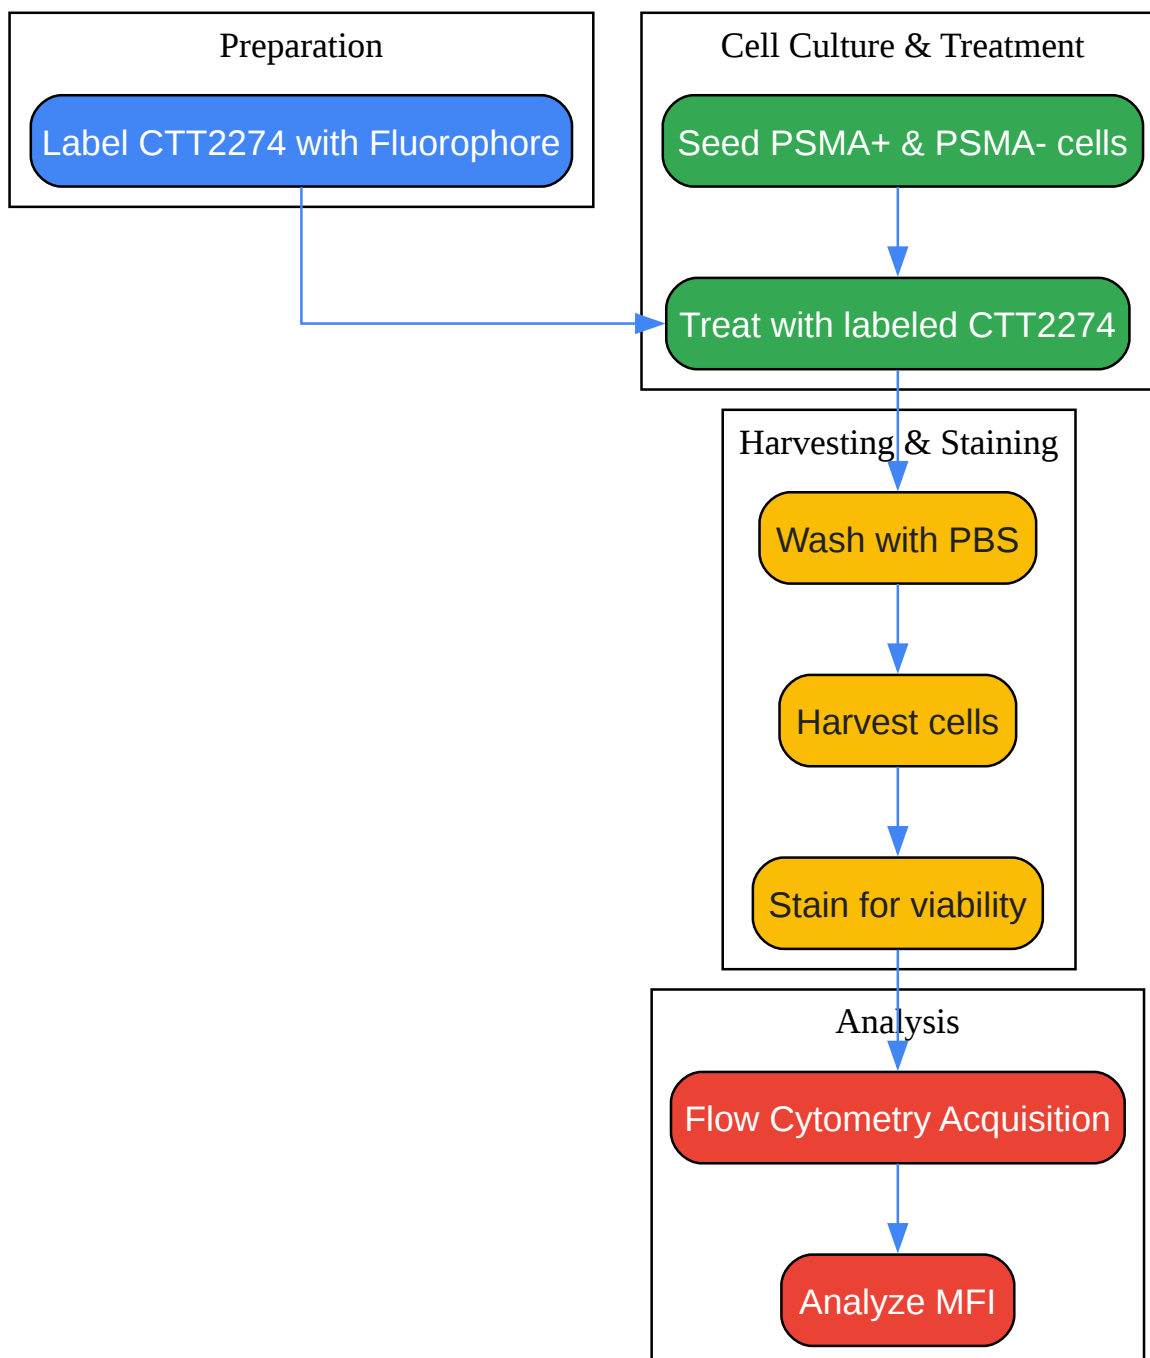 Preparation
Label CTT2274 with Fluorophore
Cell Culture & Treatment
Seed PSMA+ & PSMA- cells
Treat with labeled CTT2274
Harvesting & Staining
Wash with PBS
Harvest cells
Stain for viability
Analysis
Flow Cytometry Acquisition
Analyze MFI